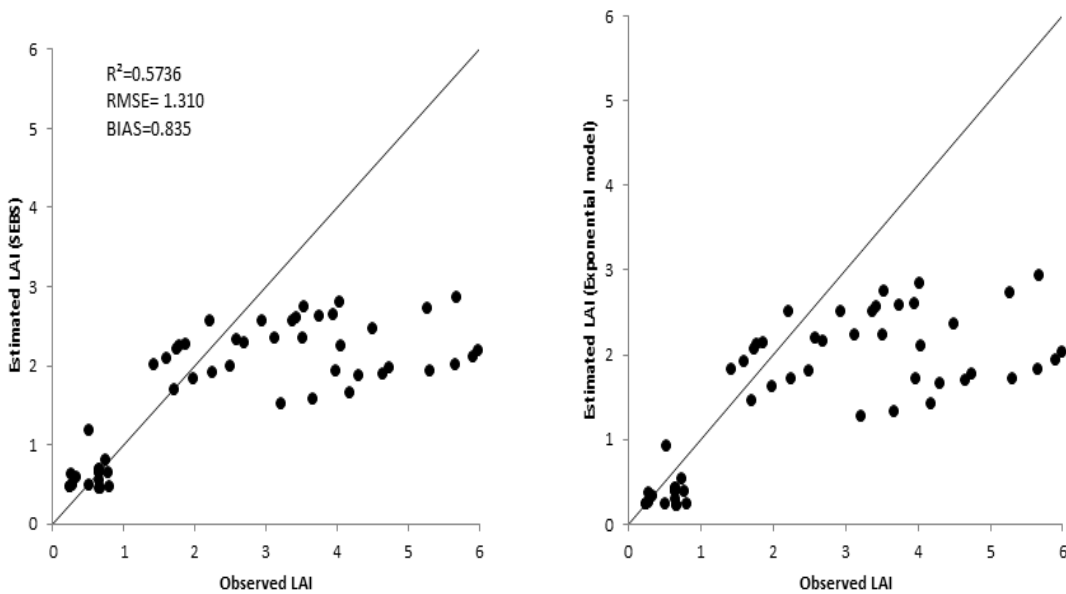 6
5
4
3
2
1
0
Estimated LAI (SEBS)
R²=0.5736
RMSE= 1.310
BIAS=0.835
0 1 2 3 4 5 6
Observed LAI
6
5
4
3
2
1
0
Estimated LAI (Exponential model)
0 1 2 3 4 5 6
Observed LAI